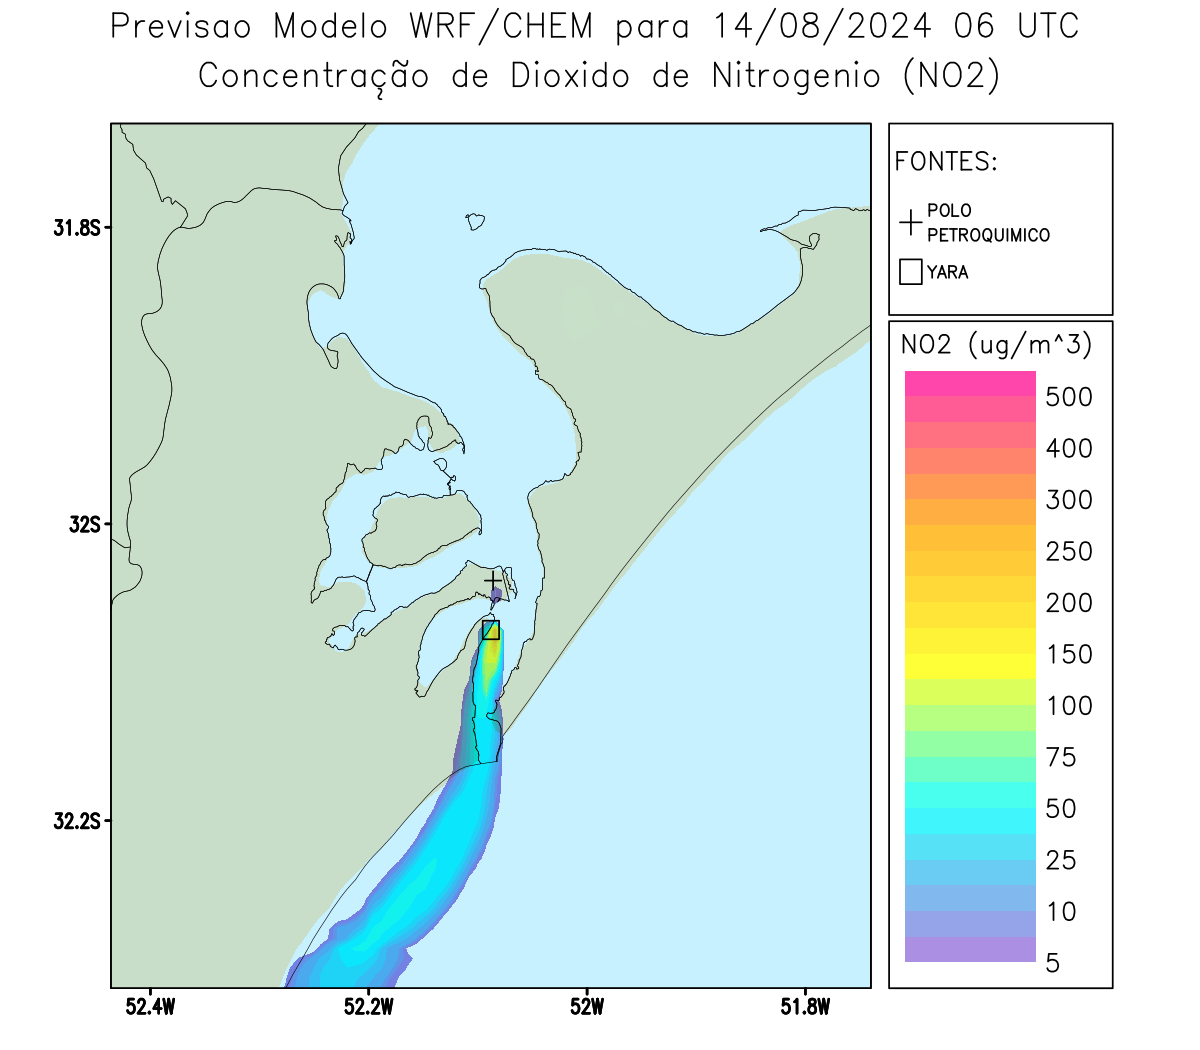 Previsao Modelo WRF/CHEM para 14/08/2024 06 UTC
Concentração de Dioxido de Nitrogenio (NO2)
FONTES:
POLO
PETROQUIMICO
YARA
NO2 (ug/m^3)
500
400
300
250
200
150
100
75
50
25
10
5
31.8S
32S
32.2S
52.4W
52.2W
52W
51.8W